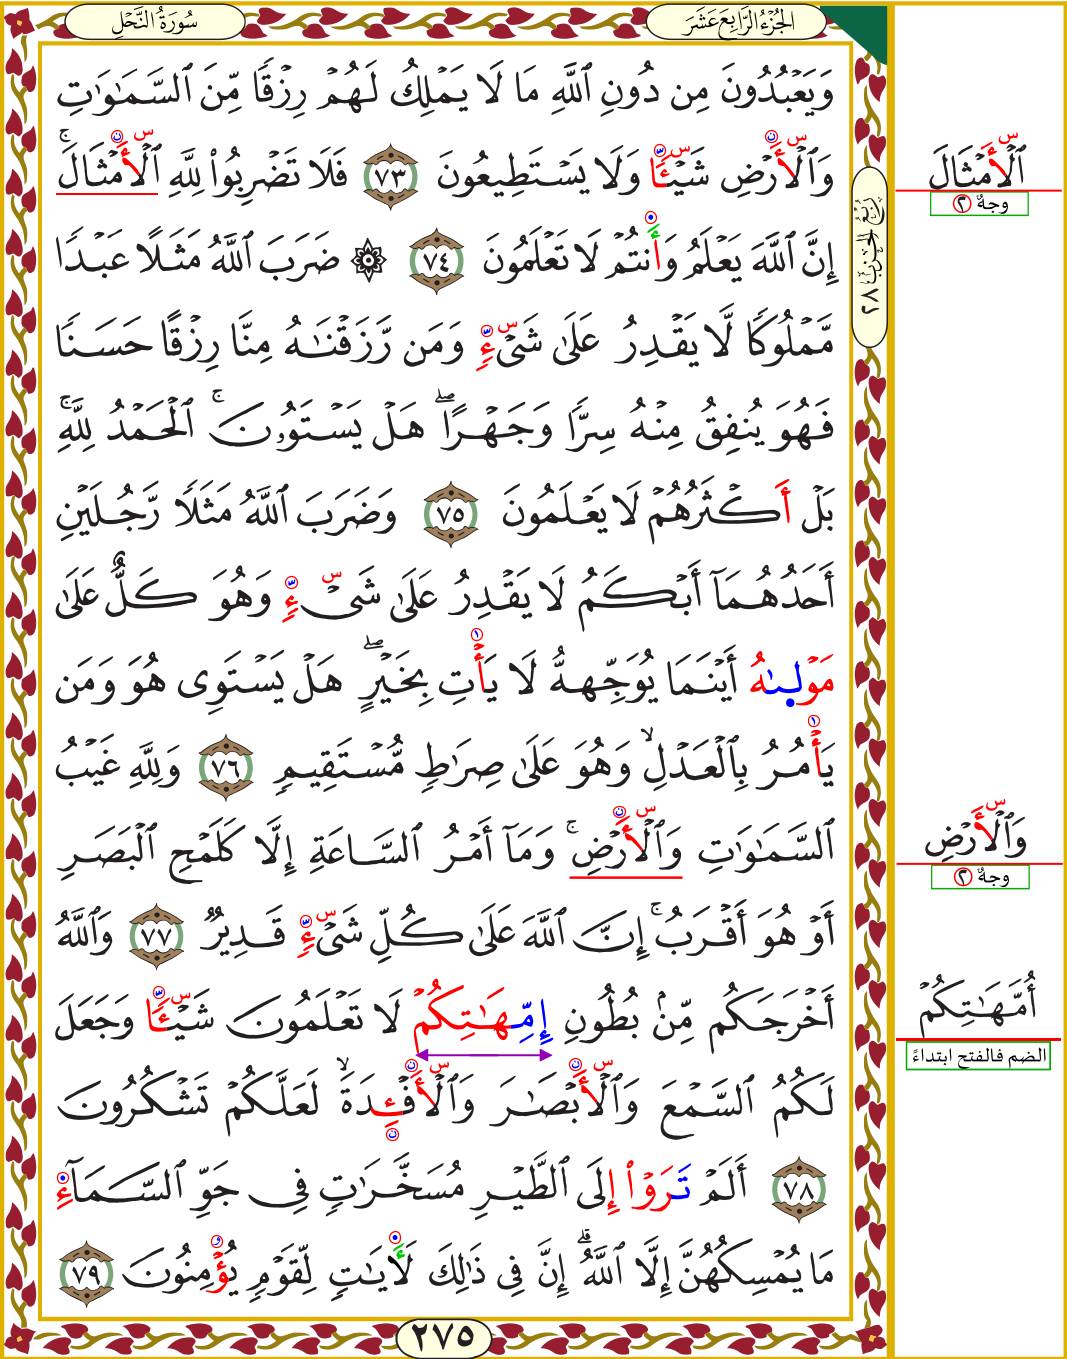 سُورَةُ النَّحْلِ
الجُزْءُ الرَّابِعَ عَشَرَ
وَيَعْبُدُونَ مِن دُونِ ٱللَّهِ مَا لَا يَمْلِكُ لَهُمْ رِزْقًا مِّنَ ٱلسَّمَٰوَٰتِ
وَٱلْأَرْضِ شَيْـًٔا وَلَا يَسْتَطِيعُونَ ٧٣ فَلَا تَضْرِبُوا۟ لِلَّهِ ٱلْأَمْثَالَ ۚ
إِنَّ ٱللَّهَ يَعْلَمُ وَأَنتُمْ لَا تَعْلَمُونَ ٧٤ ۞ ضَرَبَ ٱللَّهُ مَثَلًا عَبْدًا
مَّمْلُوكًا لَّا يَقْدِرُ عَلَىٰ شَىْءٍ وَمَن رَّزَقْنَٰهُ مِنَّا رِزْقًا حَسَنًا
فَهُوَ يُنفِقُ مِنْهُ سِرًّا وَجَهْرًا ۖ هَلْ يَسْتَوُۥنَ ۚ ٱلْحَمْدُ لِلَّهِ ۚ
بَلْ أَكْثَرُهُمْ لَا يَعْلَمُونَ ٧٥ وَضَرَبَ ٱللَّهُ مَثَلًا رَّجُلَيْنِ
أَحَدُهُمَآ أَبْكَمُ لَا يَقْدِرُ عَلَىٰ شَىْءٍ وَهُوَ كَلٌّ عَلَىٰ
مَوْلَىٰهُ أَيْنَمَا يُوَجِّههُّ لَا يَأْتِ بِخَيْرٍ ۖ هَلْ يَسْتَوِى هُوَ وَمَن
يَأْمُرُ بِٱلْعَدْلِ ۙ وَهُوَ عَلَىٰ صِرَٰطٍ مُّسْتَقِيمٍ ٧٦ وَلِلَّهِ غَيْبُ
ٱلسَّمَٰوَٰتِ وَٱلْأَرْضِ ۚ وَمَآ أَمْرُ ٱلسَّاعَةِ إِلَّا كَلَمْحِ ٱلْبَصَرِ
أَوْ هُوَ أَقْرَبُ ۚ إِنَّ ٱللَّهَ عَلَىٰ كُلِّ شَىْءٍ قَدِيرٌ ٧٧ وَٱللَّهُ
أَخْرَجَكُم مِّنۢ بُطُونِ إِمِّهَٰتِكُمْ لَا تَعْلَمُونَ شَيْـًٔا وَجَعَلَ
لَكُمُ ٱلسَّمْعَ وَٱلْأَبْصَٰرَ وَٱلْأَفْـِٔدَةَ ۙ لَعَلَّكُمْ تَشْكُرُونَ
٧٨ أَلَمْ تَرَوْا۟ إِلَى ٱلطَّيْرِ مُسَخَّرَٰتٍ فِى جَوِّ ٱلسَّمَآءِ
مَا يُمْسِكُهُنَّ إِلَّا ٱللَّهُ ۗ إِنَّ فِى ذَٰلِكَ لَأٓيَٰتٍ لِّقَوْمٍ يُؤْمِنُونَ ٧٩
٢٧٥
رُبْعُ الحِزْبِ ٢٨
ٱلْأَمْثَالَ
وجهٌ ٢
وَٱلْأَرْضِ
وجهٌ ٢
أُمَّهَٰتِكُمْ
الضم فالفتح ابتداءً